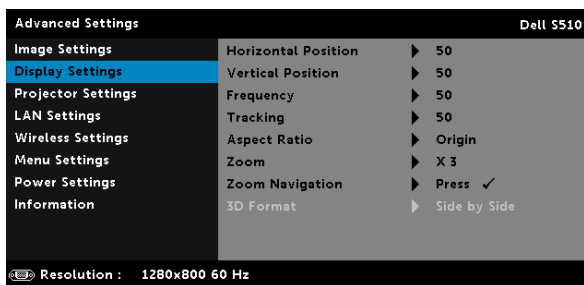 Advanced Settings Dell S510
Image Settings Horizontal Position 50
Display Settings Vertical Position 50
Projector Settings Frequency 50
LAN Settings Tracking 50
Wireless Settings Aspect Ratio Origin
Menu Settings Zoom X 3
Power Settings Zoom Navigation Press ✓
Information 3D Format Side by Side
Resolution : 1280x800 60 Hz